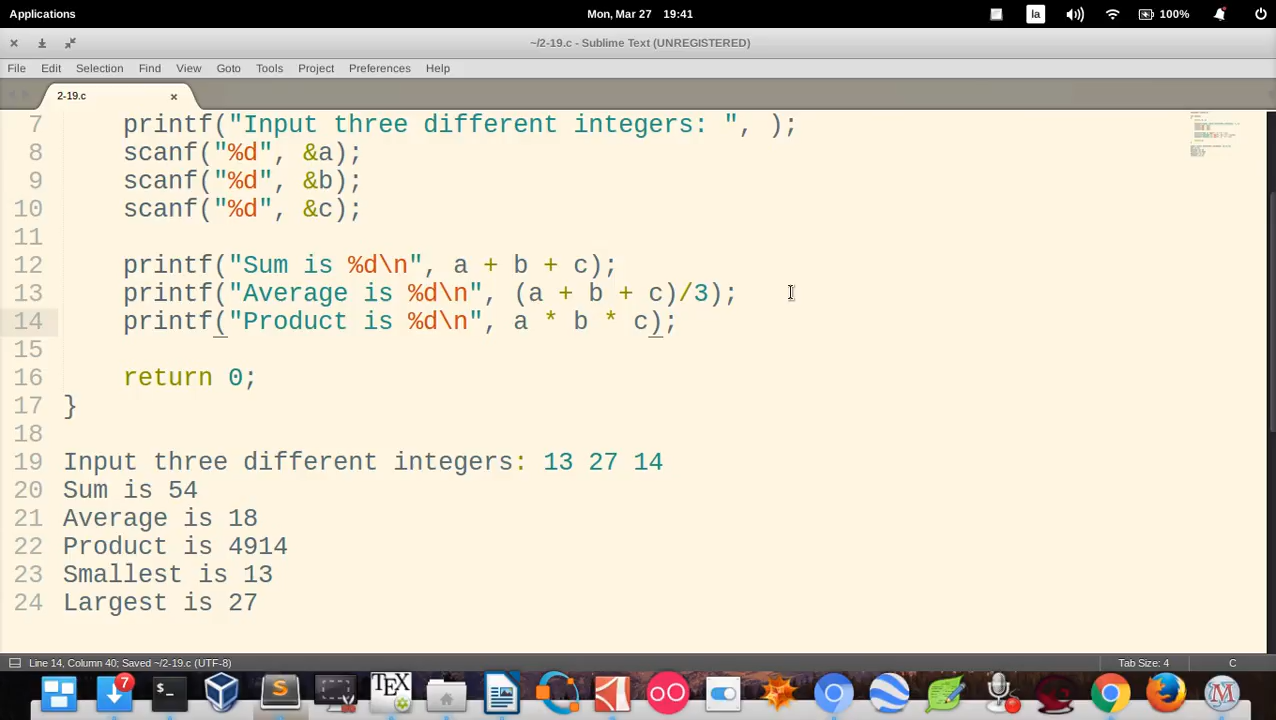 Applications
Mon, Mar 27 19:41
la
100%
~/2-19.c - Sublime Text (UNREGISTERED)
File Edit Selection Find View Goto Tools Project Preferences Help
2-19.c
7 printf("Input three different integers: ", );
8 scanf("%d", &a);
9 scanf("%d", &b);
10 scanf("%d", &c);
11
12 printf("Sum is %d\n", a + b + c);
13 printf("Average is %d\n", (a + b + c)/3);
14 printf("Product is %d\n", a * b * c);
15
16 return 0;
17 }
18
19 Input three different integers: 13 27 14
20 Sum is 54
21 Average is 18
22 Product is 4914
23 Smallest is 13
24 Largest is 27
Line 14, Column 40; Saved ~/2-19.c (UTF-8)
Tab Size: 4
C
7
>_
S
TEX